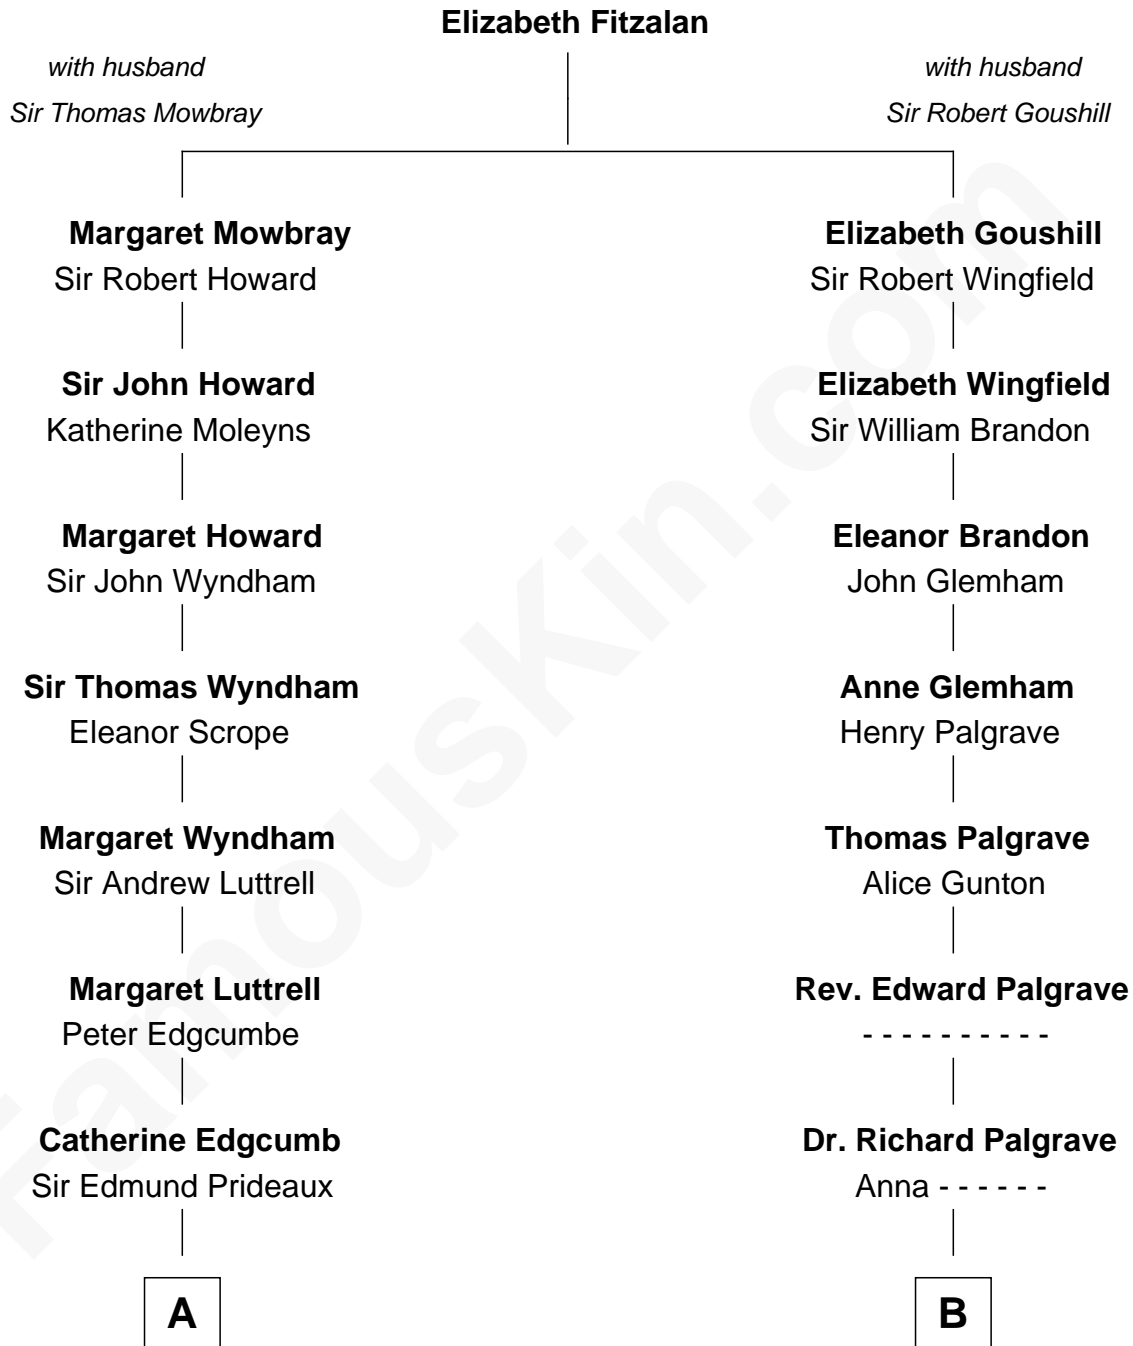 Elizabeth Fitzalan
with husband
Sir Thomas Mowbray
with husband
Sir Robert Goushill
Margaret Mowbray
Sir Robert Howard
Elizabeth Goushill
Sir Robert Wingfield
Sir John Howard
Katherine Moleyns
Elizabeth Wingfield
Sir William Brandon
Margaret Howard
Sir John Wyndham
Eleanor Brandon
John Glemham
Sir Thomas Wyndham
Eleanor Scrope
Anne Glemham
Henry Palgrave
Margaret Wyndham
Sir Andrew Luttrell
Thomas Palgrave
Alice Gunton
Margaret Luttrell
Peter Edgcumbe
Rev. Edward Palgrave
- - - - - - - - - -
Catherine Edgcumb
Sir Edmund Prideaux
Dr. Richard Palgrave
Anna - - - - - -
A
B
FamousKin.com